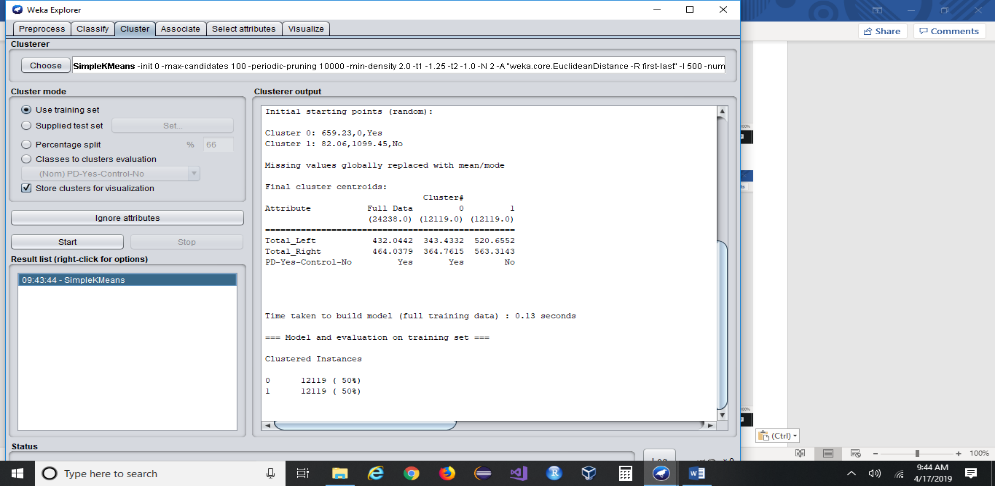 Weka Explorer
Preprocess Classify Cluster Associate Select attributes Visualize
Clusterer
Choose SimpleKMeans -init 0 -max-candidates 100 -periodic-pruning 10000 -min-density 2.0 -t1 -1.25 -t2 -1.0 -N 2 -A "weka.core.EuclideanDistance -R first-last" -I 500 -num
Cluster mode
Use training set
Supplied test set Set...
Percentage split % 66
Classes to clusters evaluation
(Nom) PD-Yes-Control-No
Store clusters for visualization
Ignore attributes
Start Stop
Result list (right-click for options)
09:43:44 - SimpleKMeans
Clusterer output
Initial starting points (random):
Cluster 0: 659.23,0,Yes
Cluster 1: 82.06,1099.45,No
Missing values globally replaced with mean/mode
Final cluster centroids:
Cluster#
Attribute Full Data 0 1
(24238.0) (12119.0) (12119.0)
================================================
Total_Left 432.0442 343.4332 520.6552
Total_Right 464.0379 364.7615 563.3143
PD-Yes-Control-No Yes Yes No
Time taken to build model (full training data) : 0.13 seconds
=== Model and evaluation on training set ===
Clustered Instances
0 12119 ( 50%)
1 12119 ( 50%)
Status
Share Comments
(Ctrl)
100%
Type here to search
9:44 AM
4/17/2019